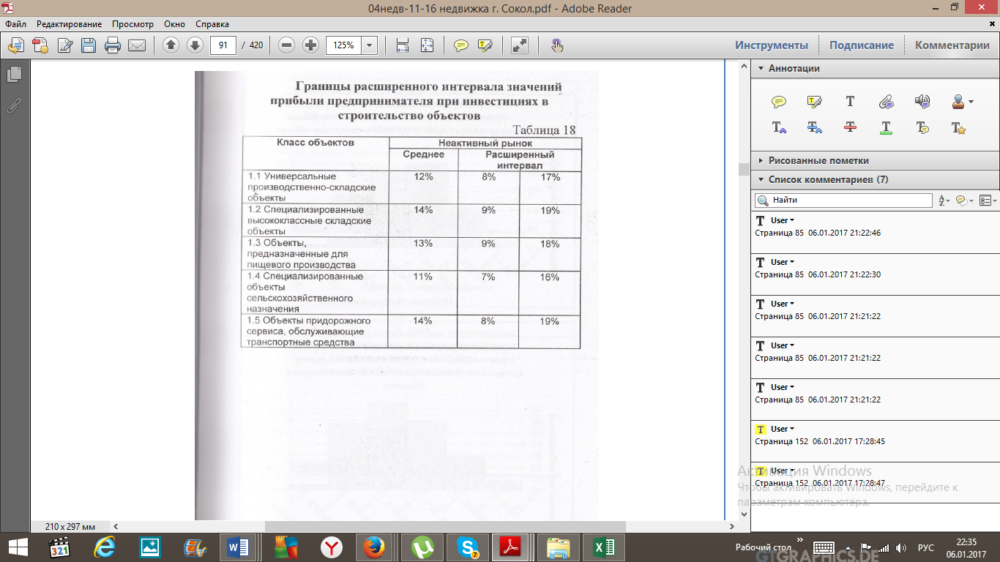 04недв-11-16 недвижка г. Сокол.pdf - Adobe Reader
Файл Редактирование Просмотр Окно Справка
91 / 420 125% Инструменты Подписание Комментарии
Границы расширенного интервала значений
прибыли предпринимателя при инвестициях в
строительство объектов
Таблица 18
Класс объектов Неактивный рынок
Среднее Расширенный
интервал
1.1 Универсальные 12% 8% 17%
производственно-складские
объекты
1.2 Специализированные 14% 9% 19%
высококлассные складские
объекты
1.3 Объекты, 13% 9% 18%
предназначенные для
пищевого производства
1.4 Специализированные 11% 7% 16%
объекты
сельскохозяйственного
назначения
1.5 Объекты придорожного 14% 8% 19%
сервиса, обслуживающие
транспортные средства
210 x 297 мм
Аннотации
Рисованные пометки
Список комментариев (7)
Найти
User
Страница 85 06.01.2017 21:22:46
User
Страница 85 06.01.2017 21:22:30
User
Страница 85 06.01.2017 21:21:22
User
Страница 85 06.01.2017 21:21:22
User
Страница 85 06.01.2017 21:21:22
User
Страница 152 06.01.2017 17:28:45
User
Страница 152 06.01.2017 17:28:47
Активация Windows
Чтобы активировать Windows, перейдите к
параметрам компьютера.
321
Рабочий стол РУС 22:35
06.01.2017
GTGRAPHICS.DE